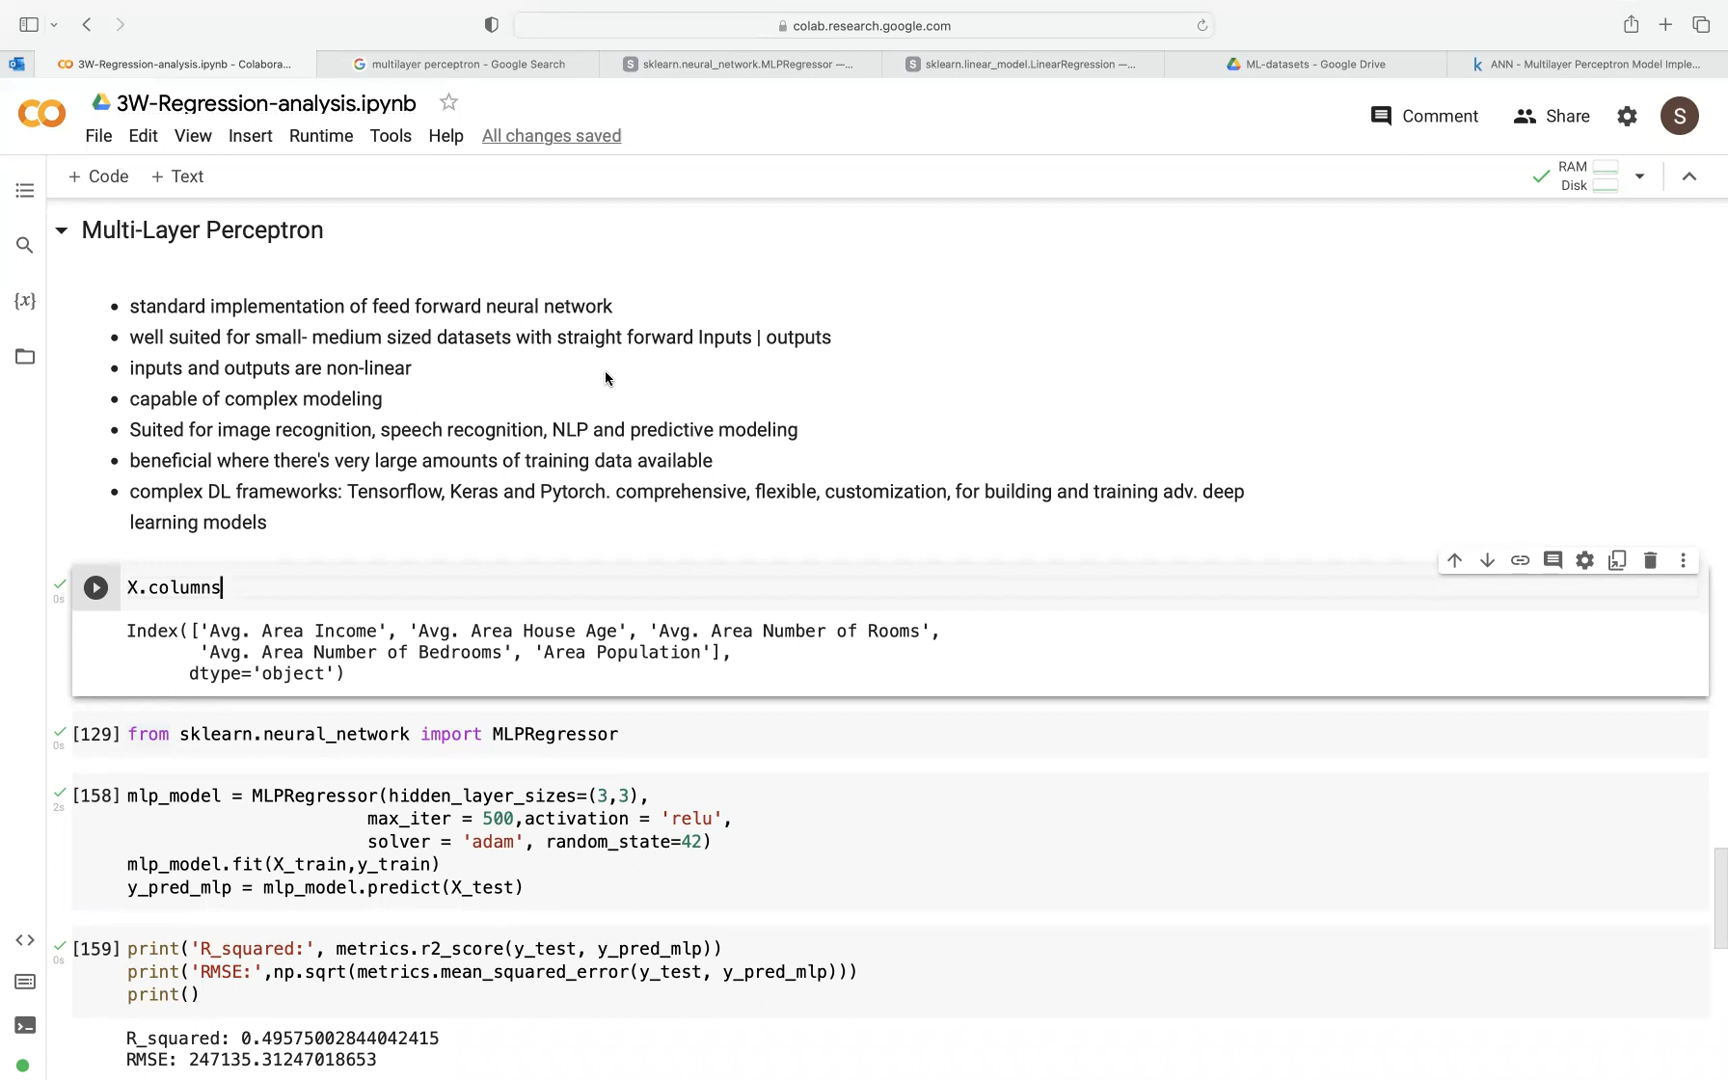 colab.research.google.com
3W-Regression-analysis.ipynb - Colabora...
multilayer perceptron - Google Search
sklearn.neural_network.MLPRegressor —...
sklearn.linear_model.LinearRegression —...
ML-datasets - Google Drive
ANN - Multilayer Perceptron Model Imple...
3W-Regression-analysis.ipynb
Comment
Share
S
File Edit View Insert Runtime Tools Help All changes saved
+ Code + Text
RAM
Disk
Multi-Layer Perceptron
• standard implementation of feed forward neural network
• well suited for small- medium sized datasets with straight forward Inputs | outputs
• inputs and outputs are non-linear
• capable of complex modeling
• Suited for image recognition, speech recognition, NLP and predictive modeling
• beneficial where there's very large amounts of training data available
• complex DL frameworks: Tensorflow, Keras and Pytorch. comprehensive, flexible, customization, for building and training adv. deep
learning models
0s
X.columns
Index(['Avg. Area Income', 'Avg. Area House Age', 'Avg. Area Number of Rooms',
'Avg. Area Number of Bedrooms', 'Area Population'],
dtype='object')
0s
[129] from sklearn.neural_network import MLPRegressor
2s
[158] mlp_model = MLPRegressor(hidden_layer_sizes=(3,3),
max_iter = 500,activation = 'relu',
solver = 'adam', random_state=42)
mlp_model.fit(X_train,y_train)
y_pred_mlp = mlp_model.predict(X_test)
0s
[159] print('R_squared:', metrics.r2_score(y_test, y_pred_mlp))
print('RMSE:',np.sqrt(metrics.mean_squared_error(y_test, y_pred_mlp)))
print()
R_squared: 0.49575002844042415
RMSE: 247135.31247018653